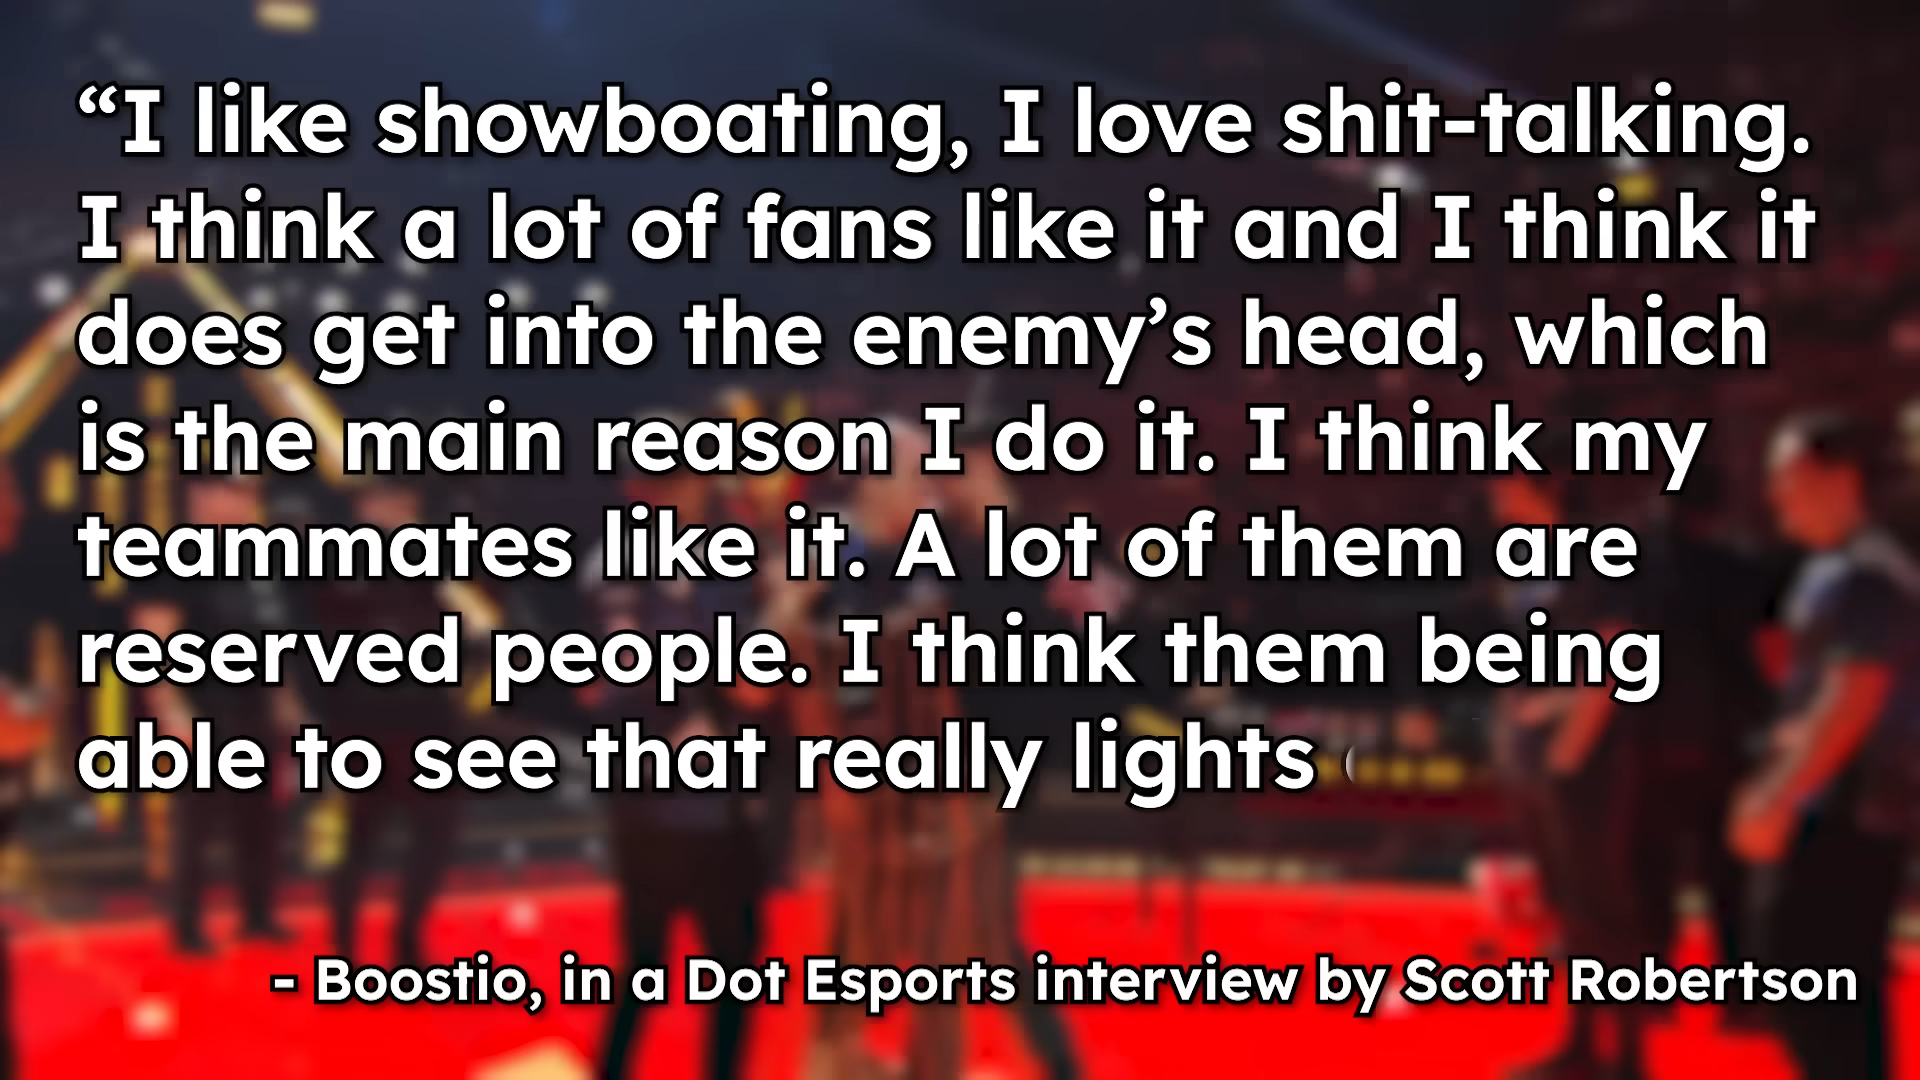 “I like showboating, I love shit-talking.
I think a lot of fans like it and I think it
does get into the enemy’s head, which
is the main reason I do it. I think my
teammates like it. A lot of them are
reserved people. I think them being
able to see that really lights
- Boostio, in a Dot Esports interview by Scott Robertson